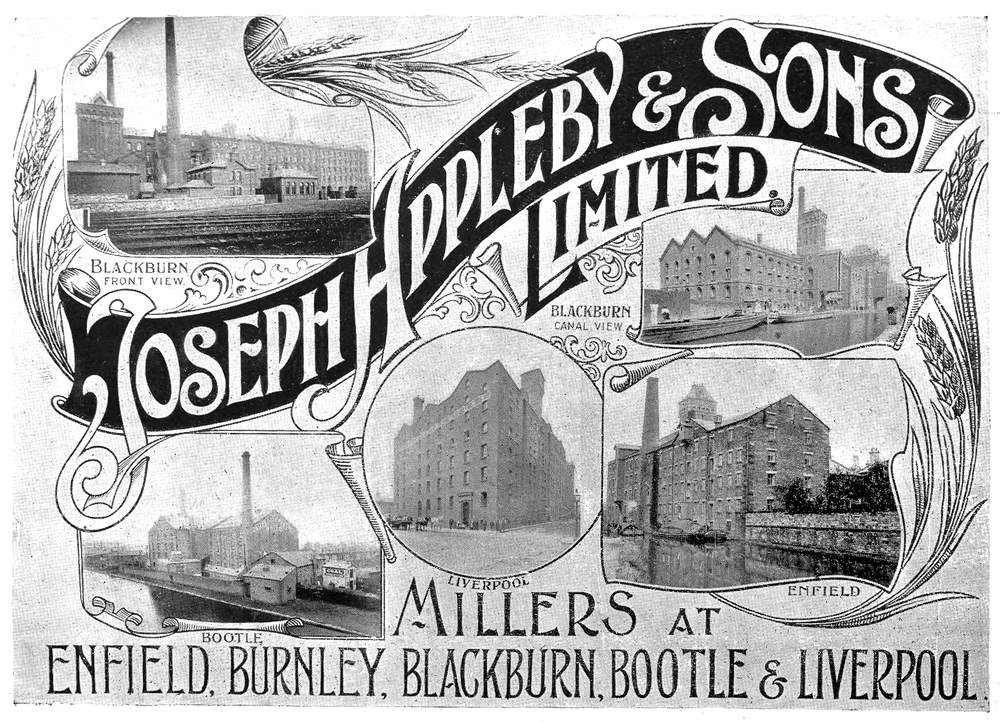 JOSEPH APPLEBY & SONS
LIMITED.
BLACKBURN
FRONT VIEW.
BLACKBURN
CANAL VIEW.
LIVERPOOL
ENFIELD
BOOTLE
COAL
MILLERS AT
ENFIELD, BURNLEY, BLACKBURN, BOOTLE & LIVERPOOL.